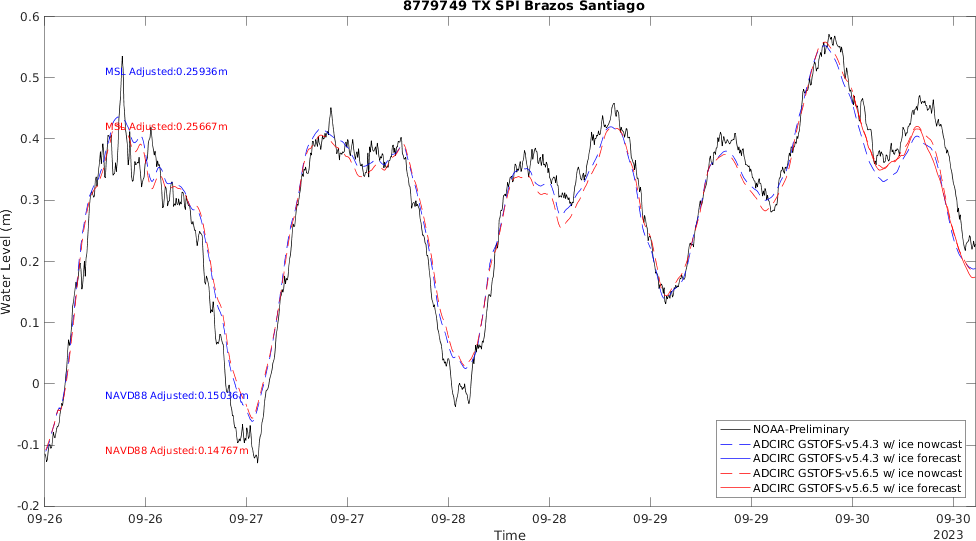 8779749 TX SPI Brazos Santiago
0.6
0.5
0.4
0.3
0.2
0.1
0
-0.1
-0.2
Water Level (m)
MSL Adjusted:0.25936m
MSL Adjusted:0.25667m
NAVD88 Adjusted:0.15036m
NAVD88 Adjusted:0.14767m
NOAA-Preliminary
ADCIRC GSTOFS-v5.4.3 w/ ice nowcast
ADCIRC GSTOFS-v5.4.3 w/ ice forecast
ADCIRC GSTOFS-v5.6.5 w/ ice nowcast
ADCIRC GSTOFS-v5.6.5 w/ ice forecast
09-26 09-26 09-27 09-27 09-28 09-28 09-29 09-29 09-30 09-30
Time
2023